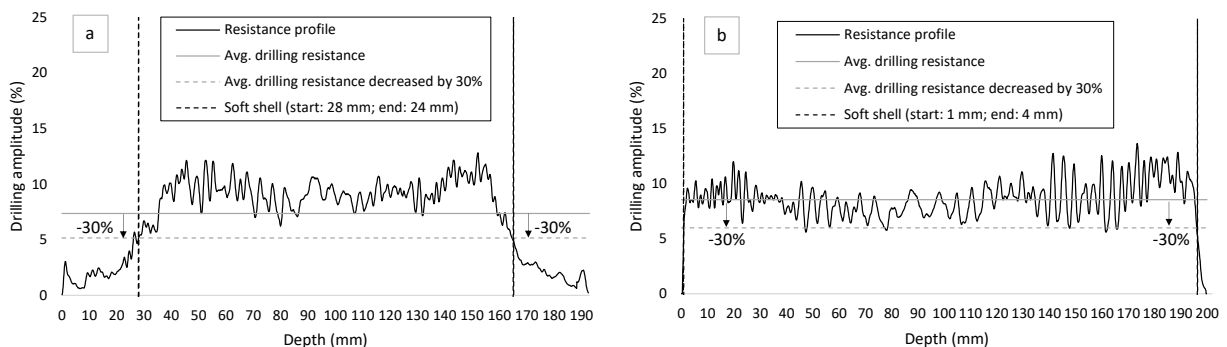 a
Resistance profile
Avg. drilling resistance
Avg. drilling resistance decreased by 30%
Soft shell (start: 28 mm; end: 24 mm)
Drilling amplitude (%)
25
20
15
10
5
0
-30%
-30%
0 10 20 30 40 50 60 70 80 90 100 110 120 130 140 150 160 170 180 190
Depth (mm)
b
Resistance profile
Avg. drilling resistance
Avg. drilling resistance decreased by 30%
Soft shell (start: 1 mm; end: 4 mm)
Drilling amplitude (%)
25
20
15
10
5
0
-30%
-30%
0 10 20 30 40 50 60 70 80 90 100 110 120 130 140 150 160 170 180 190 200
Depth (mm)